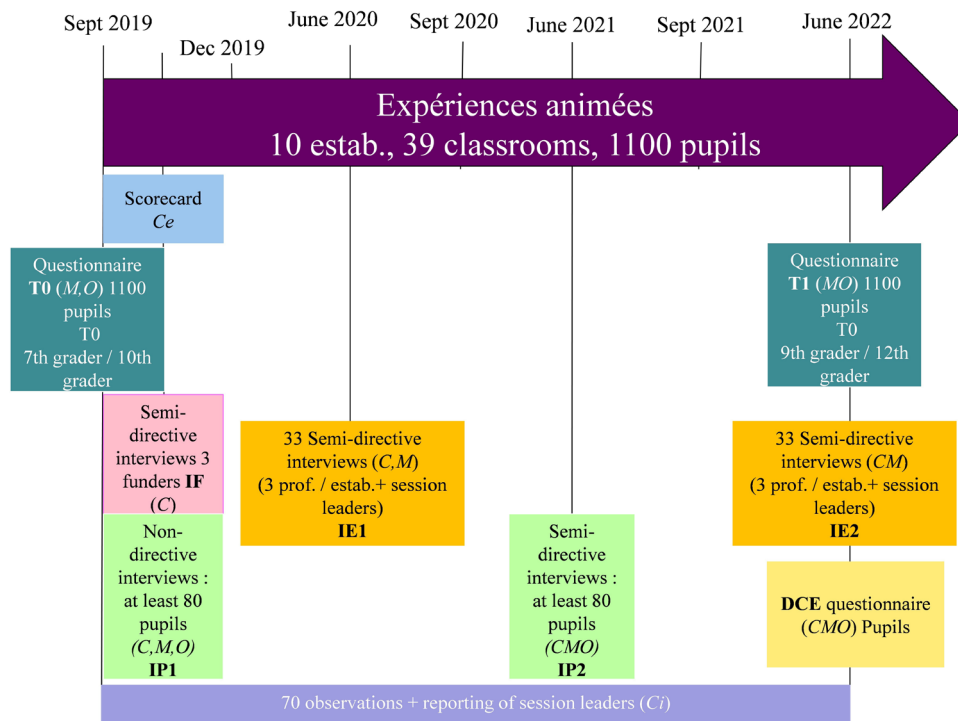 Sept 2019
Dec 2019
June 2020
Sept 2020
June 2021
Sept 2021
June 2022
Expériences animées
10 estab., 39 classrooms, 1100 pupils
Scorecard
Ce
Questionnaire
T0 (M,O) 1100
pupils
T0
7th grader / 10th
grader
Questionnaire
T1 (MO) 1100
pupils
T0
9th grader / 12th
grader
Semi-
directive
interviews 3
funders IF
(C)
33 Semi-directive
interviews (C,M)
(3 prof. / estab.+ session
leaders)
IE1
33 Semi-directive
interviews (CM)
(3 prof. / estab.+ session
leaders)
IE2
Non-
directive
interviews :
at least 80
pupils
(C,M,O)
IP1
Semi-
directive
interviews :
at least 80
pupils
(CMO)
IP2
DCE questionnaire
(CMO) Pupils
70 observations + reporting of session leaders (Ci)